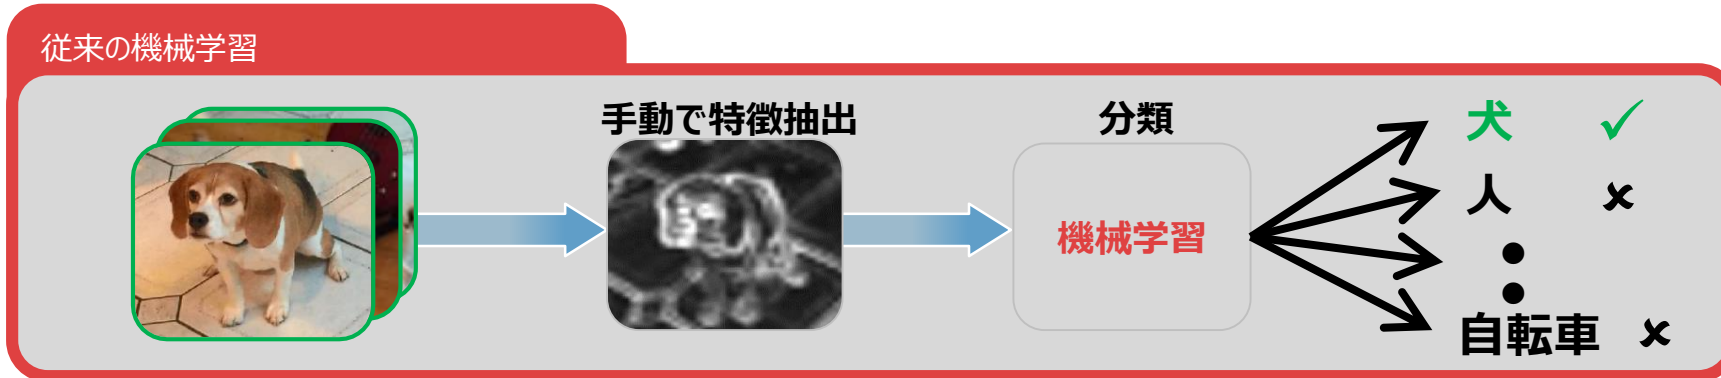 従来の機械学習
手動で特徴抽出
分類
機械学習
犬 ✓
人 ✘
自転車 ✘